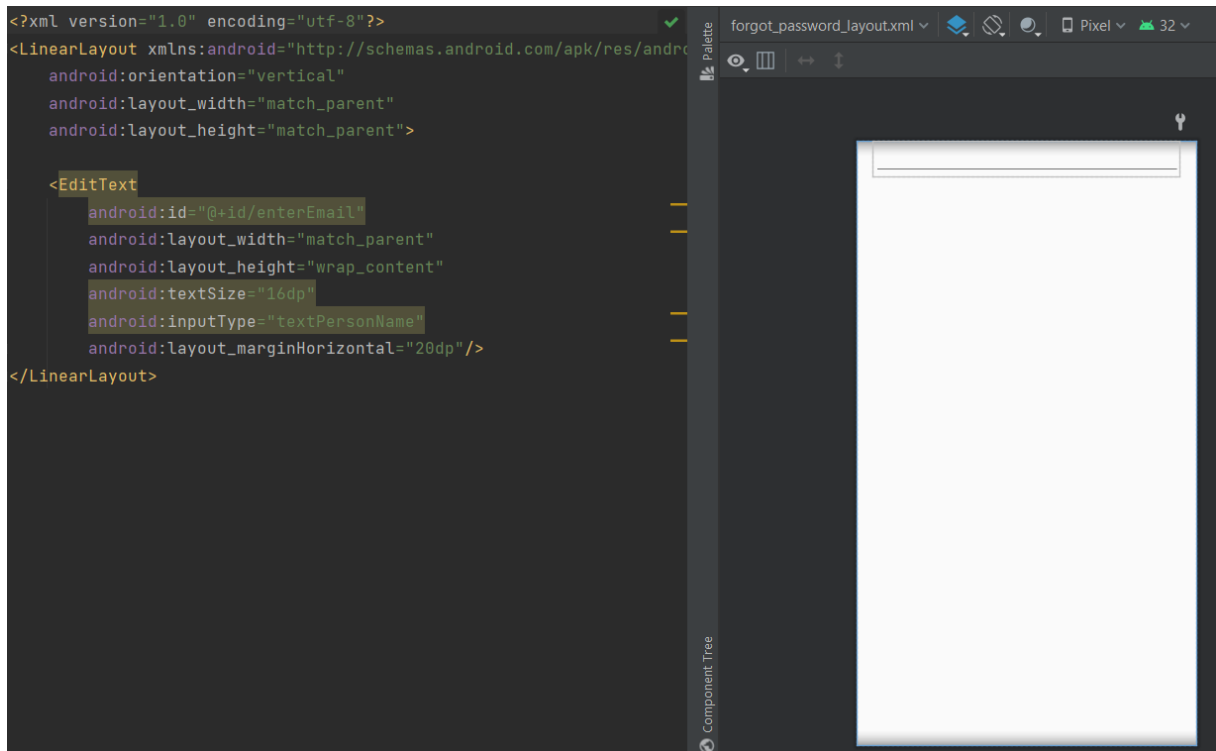 <?xml version="1.0" encoding="utf-8"?>
<LinearLayout xmlns:android="http://schemas.android.com/apk/res/andro
android:orientation="vertical"
android:layout_width="match_parent"
android:layout_height="match_parent">
<EditText
android:id="@+id/enterEmail"
android:layout_width="match_parent"
android:layout_height="wrap_content"
android:textSize="16dp"
android:inputType="textPersonName"
android:layout_marginHorizontal="20dp"/>
</LinearLayout>
Palette
Component Tree
forgot_password_layout.xml
Pixel
32